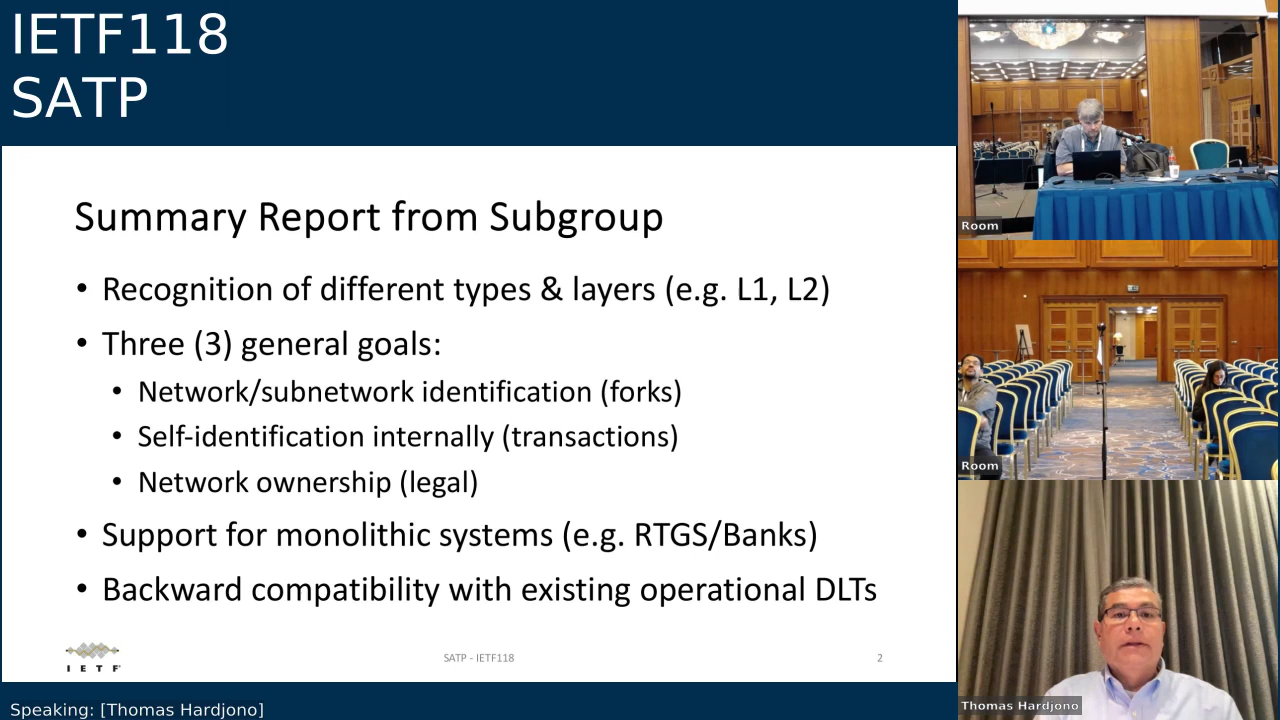 IETF118
SATP
Summary Report from Subgroup
• Recognition of different types & layers (e.g. L1, L2)
• Three (3) general goals:
• Network/subnetwork identification (forks)
• Self-identification internally (transactions)
• Network ownership (legal)
• Support for monolithic systems (e.g. RTGS/Banks)
• Backward compatibility with existing operational DLTs
I E T F
SATP - IETF118
2
Speaking: [Thomas Hardjono]
Room
Room
Thomas Hardjono